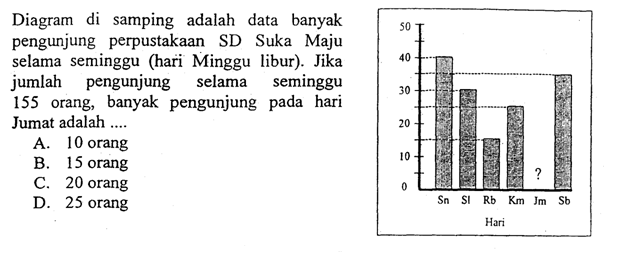 Diagram di samping adalah data banyak
pengunjung perpustakaan SD Suka Maju
selama seminggu (hari Minggu libur). Jika
jumlah pengunjung selama seminggu
155 orang, banyak pengunjung pada hari
Jumat adalah ....
A. 10 orang
B. 15 orang
C. 20 orang
D. 25 orang
50
40
30
20
10
0
?
Sn Sl Rb Km Jm Sb
Hari